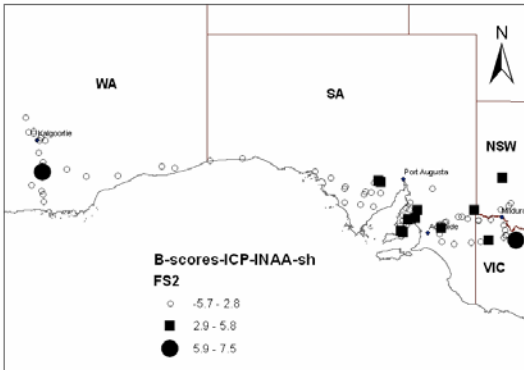 N
WA
SA
NSW
Kalgoorlie
Port Augusta
Mildura
Adelaide
VIC
B-scores-ICP-INAA-sh
FS2
-5.7 - 2.8
2.9 - 5.8
5.9 - 7.5